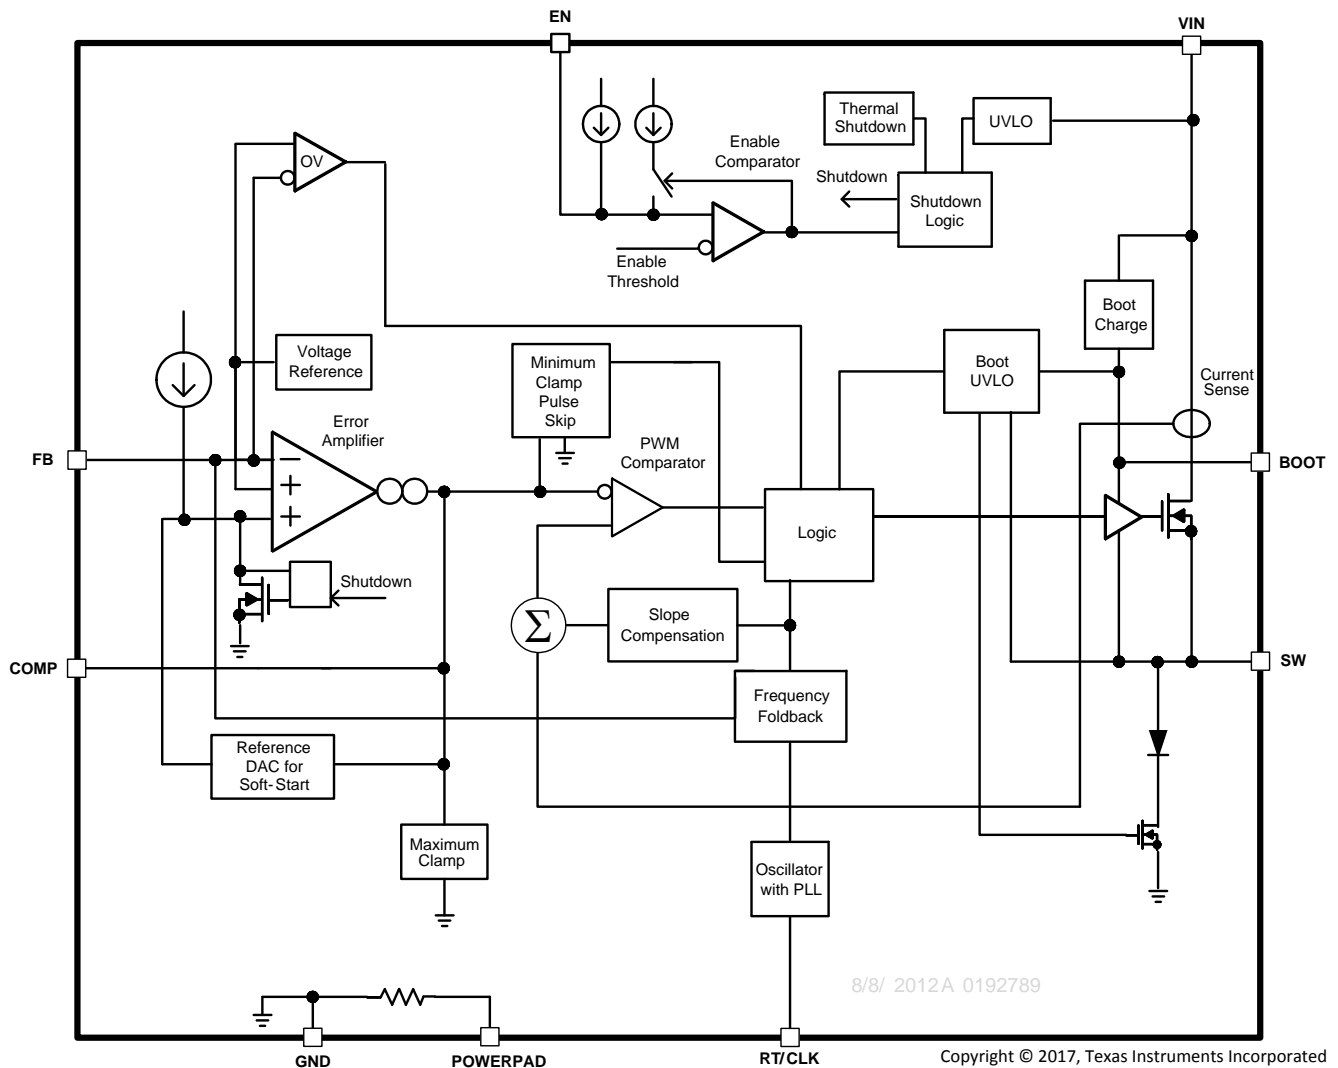 EN
VIN
Thermal
Shutdown
UVLO
Enable
Comparator
OV
Shutdown
Shutdown
Logic
Enable
Threshold
Boot
Charge
Voltage
Reference
Minimum
Clamp
Pulse
Skip
Boot
UVLO
Current
Sense
Error
Amplifier
PWM
Comparator
FB
BOOT
−
+
+
Logic
Shutdown
Σ
Slope
Compensation
COMP
SW
Frequency
Foldback
Reference
DAC for
Soft-Start
Maximum
Clamp
Oscillator
with PLL
8/8/ 2012A 0192789
GND
POWERPAD
RT/CLK
Copyright © 2017, Texas Instruments Incorporated